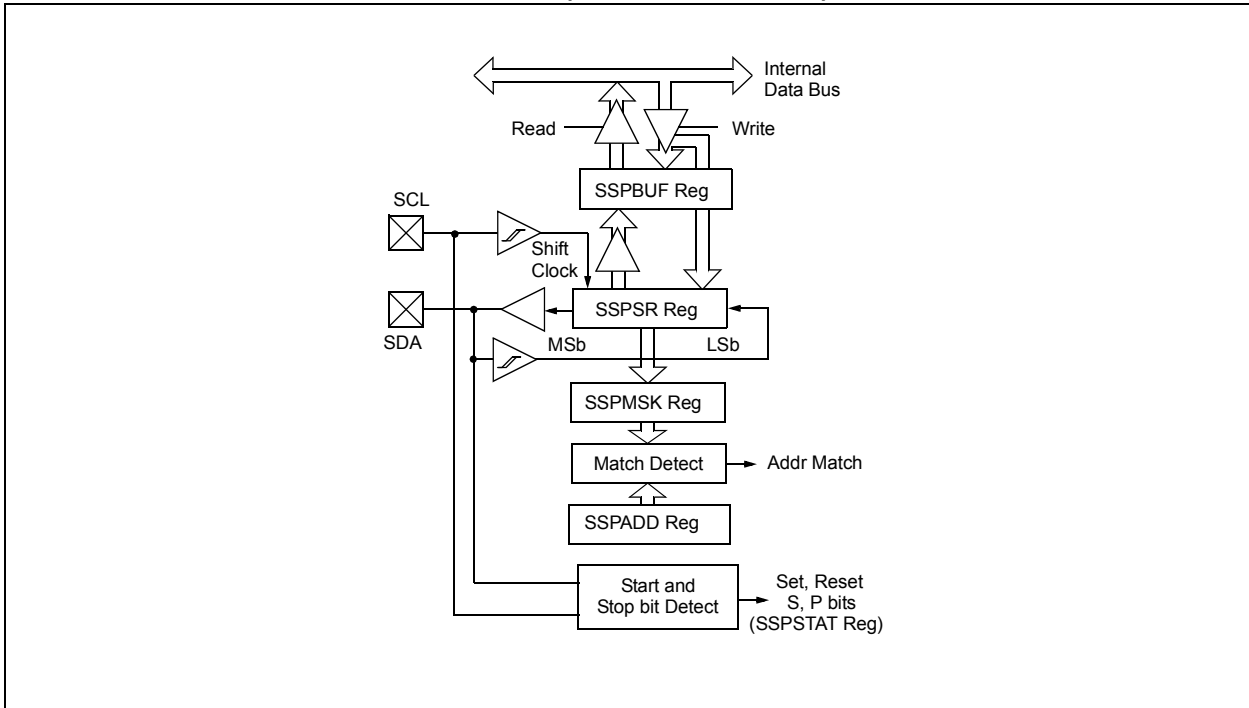 Internal
Data Bus
Read
Write
SSPBUF Reg
SCL
Shift
Clock
SSPSR Reg
SDA
MSb
LSb
SSPMSK Reg
Match Detect
Addr Match
SSPADD Reg
Start and
Stop bit Detect
Set, Reset
S, P bits
(SSPSTAT Reg)